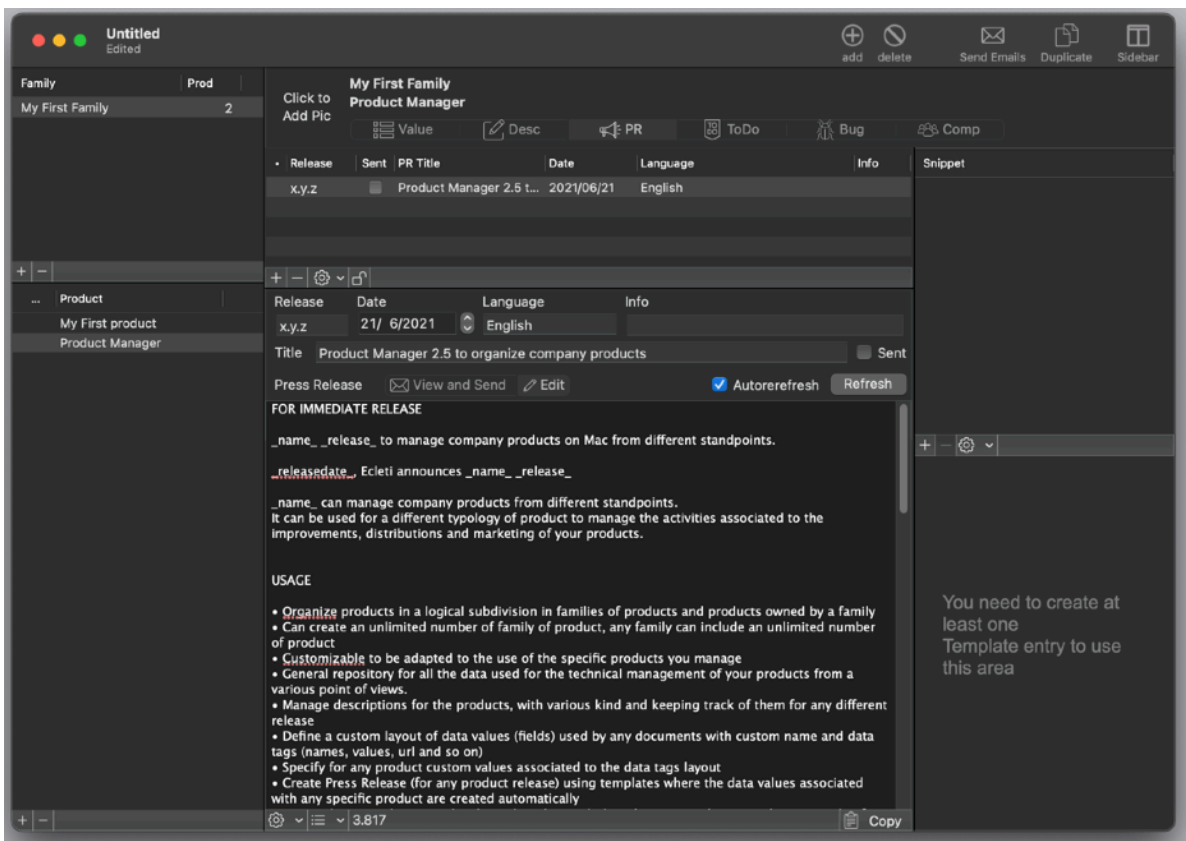 Untitled
Edited
add
delete
Send Emails
Duplicate
Sidebar
Family Prod
My First Family 2
Click to
Add Pic
My First Family
Product Manager
Value
Desc
PR
ToDo
Bug
Comp
• Release Sent PR Title Date Language Info
x.y.z Product Manager 2.5 t... 2021/06/21 English
Snippet
... Product
My First product
Product Manager
Release Date Language Info
x.y.z 21/ 6/2021 English
Title Product Manager 2.5 to organize company products Sent
Press Release View and Send Edit Autorerefresh Refresh
FOR IMMEDIATE RELEASE
_name_ _release_ to manage company products on Mac from different standpoints.
_releasedate_, Ecleti announces _name_ _release_
_name_ can manage company products from different standpoints.
It can be used for a different typology of product to manage the activities associated to the
improvements, distributions and marketing of your products.
USAGE
• Organize products in a logical subdivision in families of products and products owned by a family
• Can create an unlimited number of family of product, any family can include an unlimited number
of product
• Customizable to be adapted to the use of the specific products you manage
• General repository for all the data used for the technical management of your products from a
various point of views.
• Manage descriptions for the products, with various kind and keeping track of them for any different
release
• Define a custom layout of data values (fields) used by any documents with custom name and data
tags (names, values, url and so on)
• Specify for any product custom values associated to the data tags layout
• Create Press Release (for any product release) using templates where the data values associated
with any specific product are created automatically
3.817
Copy
You need to create at
least one
Template entry to use
this area